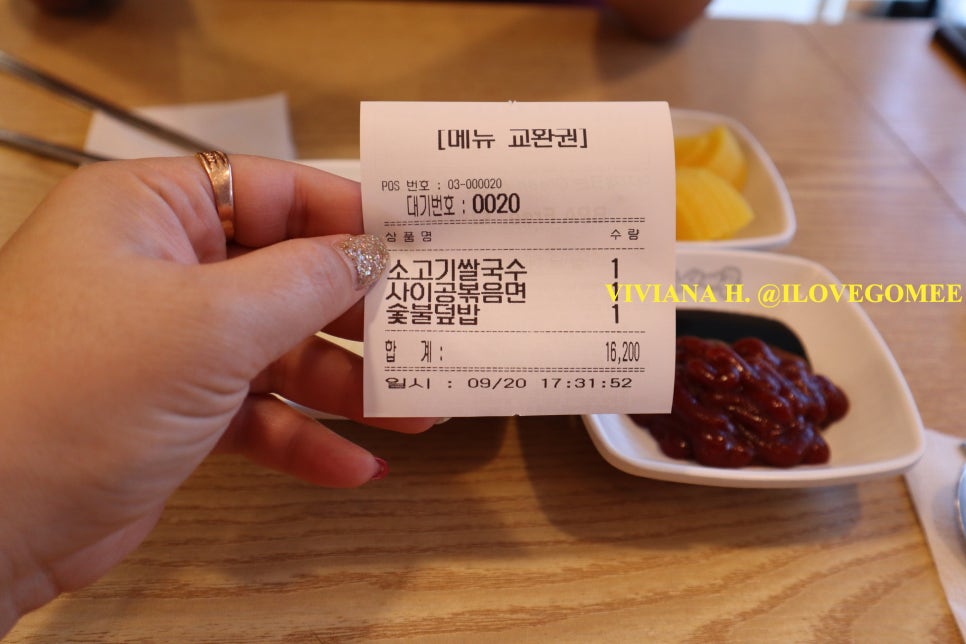 [메뉴 교환권]
POS 번호 : 03-000020
대기번호 : 0020
상품명 수량
소고기쌀국수 1
사이공볶음면 1
숯불덮밥 1
합 계 : 16,200
일시 : 09/20 17:31:52
VIVIANA H. @ILOVEGOMEE